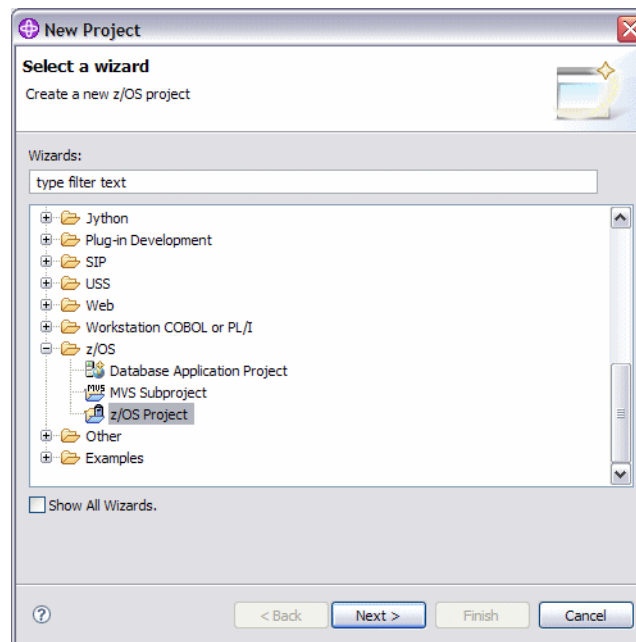 New Project
Select a wizard
Create a new z/OS project
Wizards:
type filter text
Jython
Plug-in Development
SIP
USS
Web
Workstation COBOL or PL/I
z/OS
Database Application Project
MVS
MVS Subproject
z/OS Project
Other
Examples
Show All Wizards.
? < Back Next > Finish Cancel